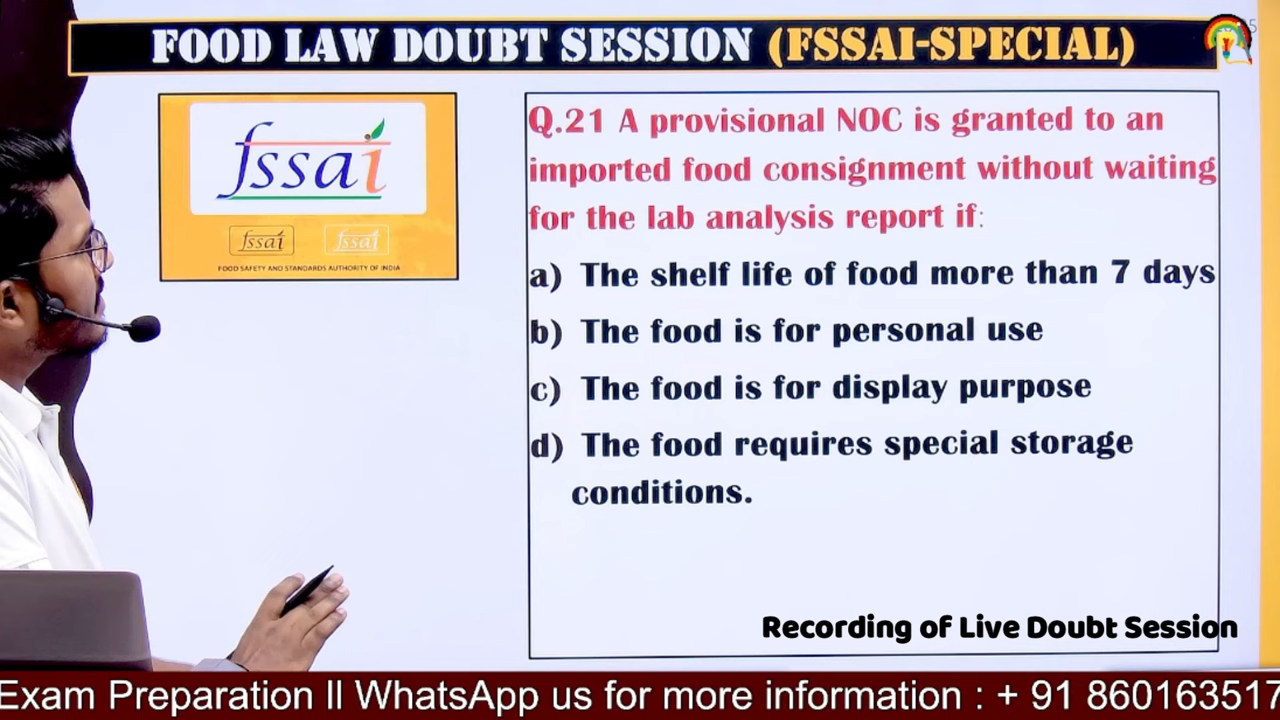 FOOD LAW DOUBT SESSION (FSSAI-SPECIAL)
fssai
fssai fssai
FOOD SAFETY AND STANDARDS AUTHORITY OF INDIA
Q.21 A provisional NOC is granted to an
imported food consignment without waiting
for the lab analysis report if:
a) The shelf life of food more than 7 days
b) The food is for personal use
c) The food is for display purpose
d) The food requires special storage
conditions.
Recording of Live Doubt Session
Exam Preparation ll WhatsApp us for more information : + 91 860163517